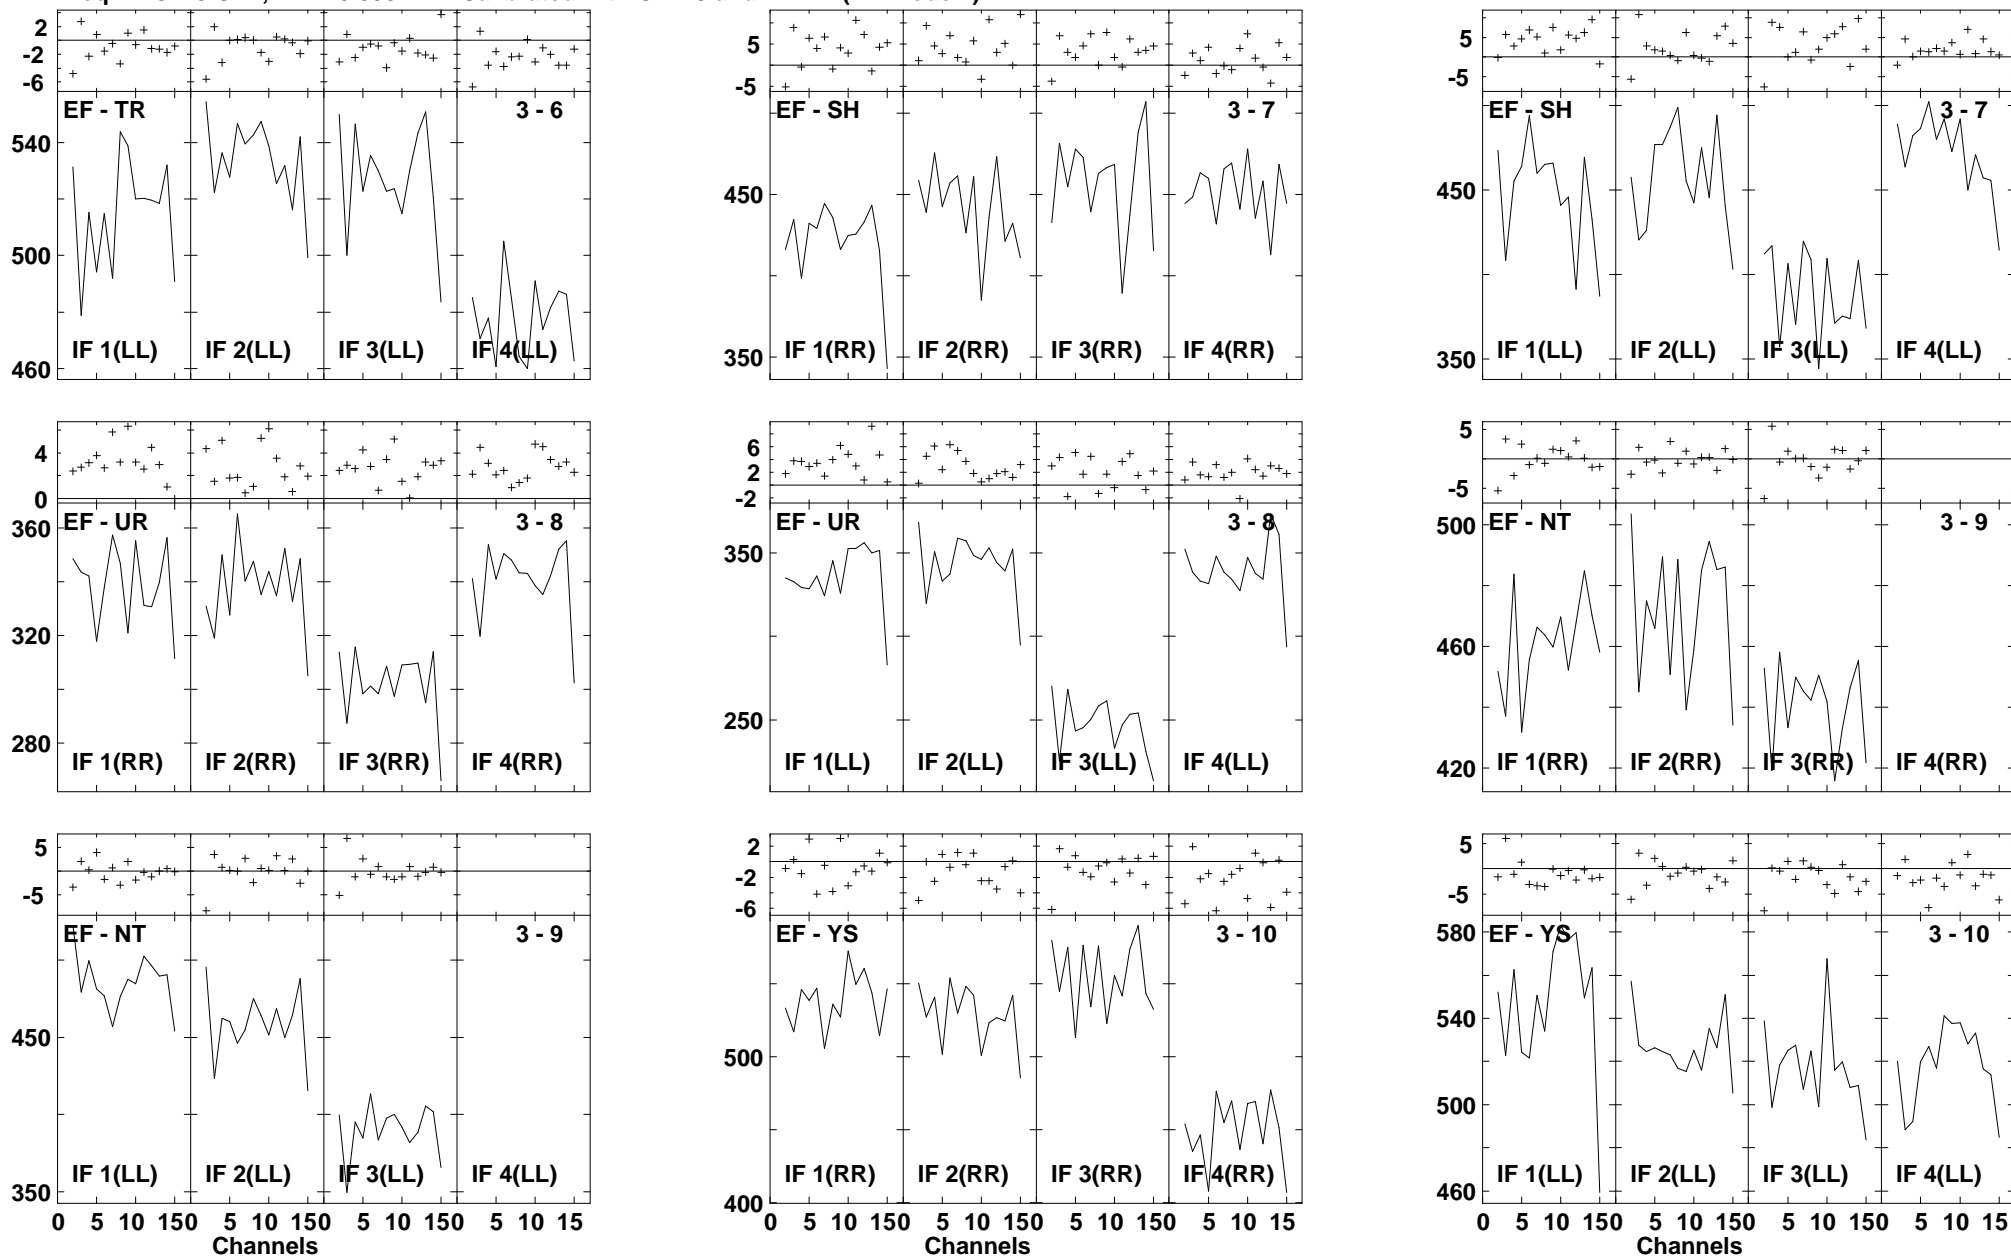 2
-2
-6
EF - TR
3 - 6
540
500
460
IF 1(LL)
IF 2(LL)
IF 3(LL)
IF 4(LL)
5
-5
EF - SH
3 - 7
450
350
IF 1(RR)
IF 2(RR)
IF 3(RR)
IF 4(RR)
5
-5
EF - SH
3 - 7
450
350
IF 1(LL)
IF 2(LL)
IF 3(LL)
IF 4(LL)
4
0
EF - UR
3 - 8
360
320
280
IF 1(RR)
IF 2(RR)
IF 3(RR)
IF 4(RR)
6
2
-2
EF - UR
3 - 8
350
250
IF 1(LL)
IF 2(LL)
IF 3(LL)
IF 4(LL)
5
-5
EF - NT
3 - 9
500
460
420
IF 1(RR)
IF 2(RR)
IF 3(RR)
IF 4(RR)
5
-5
EF - NT
3 - 9
450
350
IF 1(LL)
IF 2(LL)
IF 3(LL)
IF 4(LL)
0 5 10 150 5 10 150 5 10 150 5 10 15
Channels
2
-2
-6
EF - YS
3 - 10
500
400
IF 1(RR)
IF 2(RR)
IF 3(RR)
IF 4(RR)
0 5 10 150 5 10 150 5 10 150 5 10 15
Channels
5
-5
EF - YS
3 - 10
580
540
500
460
IF 1(LL)
IF 2(LL)
IF 3(LL)
IF 4(LL)
0 5 10 150 5 10 150 5 10 150 5 10 15
Channels